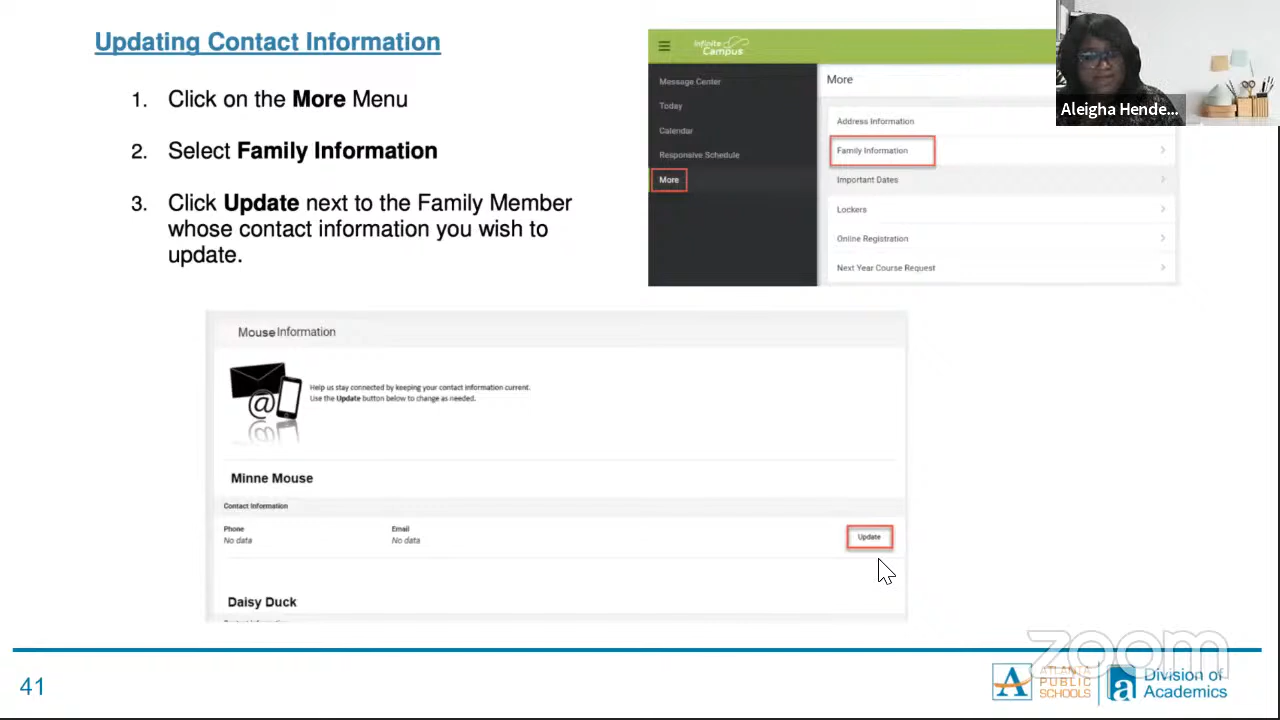 Updating Contact Information
1. Click on the More Menu
2. Select Family Information
3. Click Update next to the Family Member
whose contact information you wish to
update.
Infinite
Campus
Message Center
Today
Calendar
Responsive Schedule
More
More
Address Information
Family Information
Important Dates
Lockers
Online Registration
Next Year Course Request
Aleigha Hende...
Mouse Information
Help us stay connected by keeping your contact information current.
Use the Update button below to change as needed.
Minne Mouse
Contact Information
Phone Email
No data No data
Update
Daisy Duck
41
zoom
ATLANTA
PUBLIC
SCHOOLS
Division of
Academics